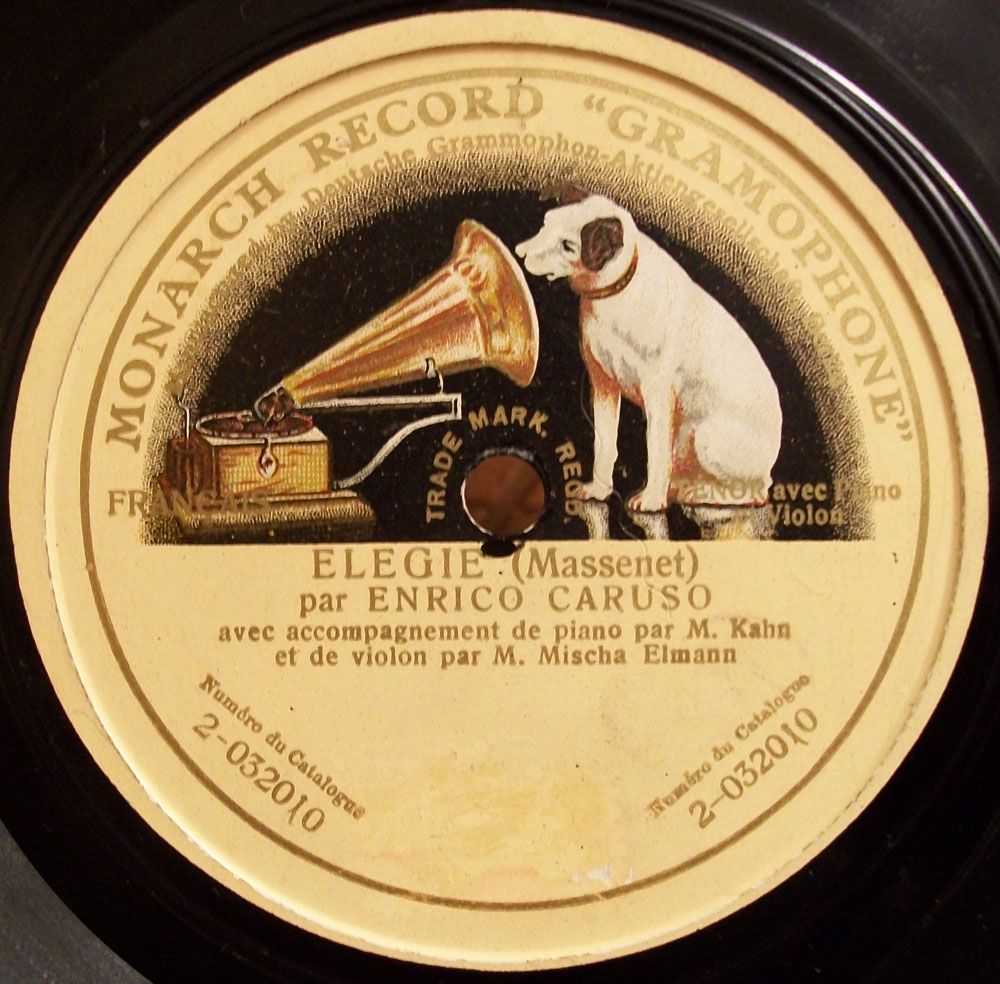 MONARCH RECORD “GRAMOPHONE”
Deutsche Grammophon-Aktiengesellschaft
TRADE MARK. REGD.
FRANÇAIS
TENOR avec Piano
Violon
ELEGIE (Massenet)
par ENRICO CARUSO
avec accompagnement de piano par M. Kahn
et de violon par M. Mischa Elmann
Numéro du Catalogue
2-032010
Numéro du Catalogue
2-032010